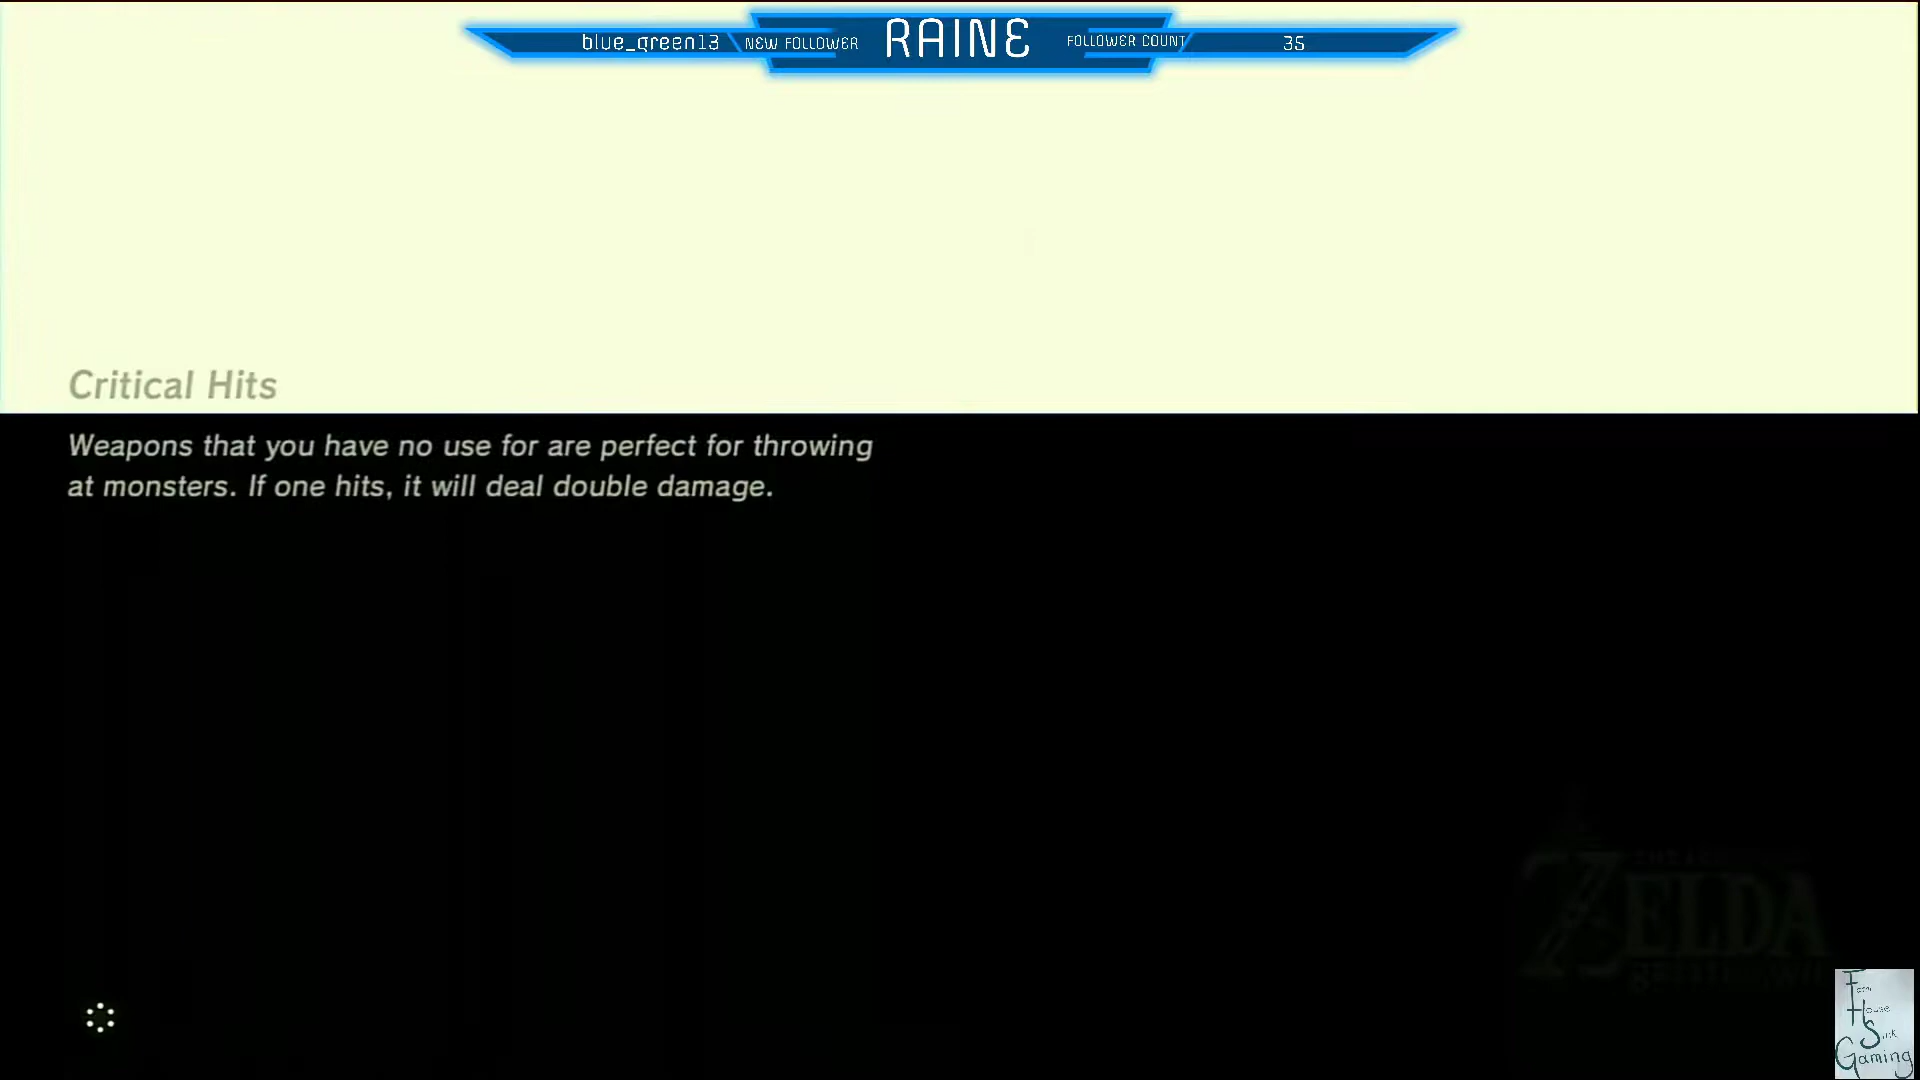 blue_green13 NEW FOLLOWER RAINE FOLLOWER COUNT 35
Critical Hits
Weapons that you have no use for are perfect for throwing
at monsters. If one hits, it will deal double damage.
ZELDA
House
Gaming